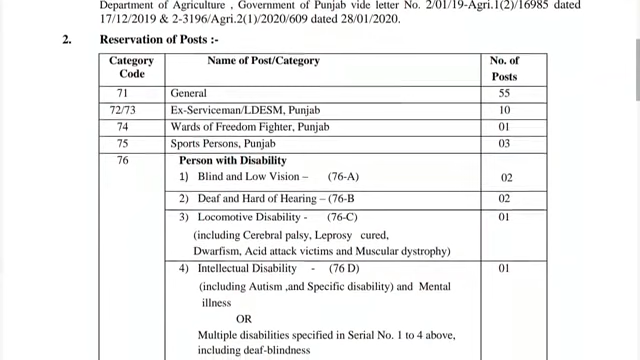 Department of Agriculture , Government of Punjab vide letter No. 2/01/19-Agri.1(2)/16985 dated
17/12/2019 & 2-3196/Agri.2(1)/2020/609 dated 28/01/2020.
2. Reservation of Posts :-
Category Code Name of Post/Category No. of Posts
71 General 55
72/73 Ex-Serviceman/LDESM, Punjab 10
74 Wards of Freedom Fighter, Punjab 01
75 Sports Persons, Punjab 03
76 Person with Disability
1) Blind and Low Vision – (76-A) 02
2) Deaf and Hard of Hearing – (76-B 02
3) Locomotive Disability - (76-C) 01
(including Cerebral palsy, Leprosy cured,
Dwarfism, Acid attack victims and Muscular dystrophy)
4) Intellectual Disability - (76 D) 01
(including Autism ,and Specific disability) and Mental
illness
OR
Multiple disabilities specified in Serial No. 1 to 4 above,
including deaf-blindness